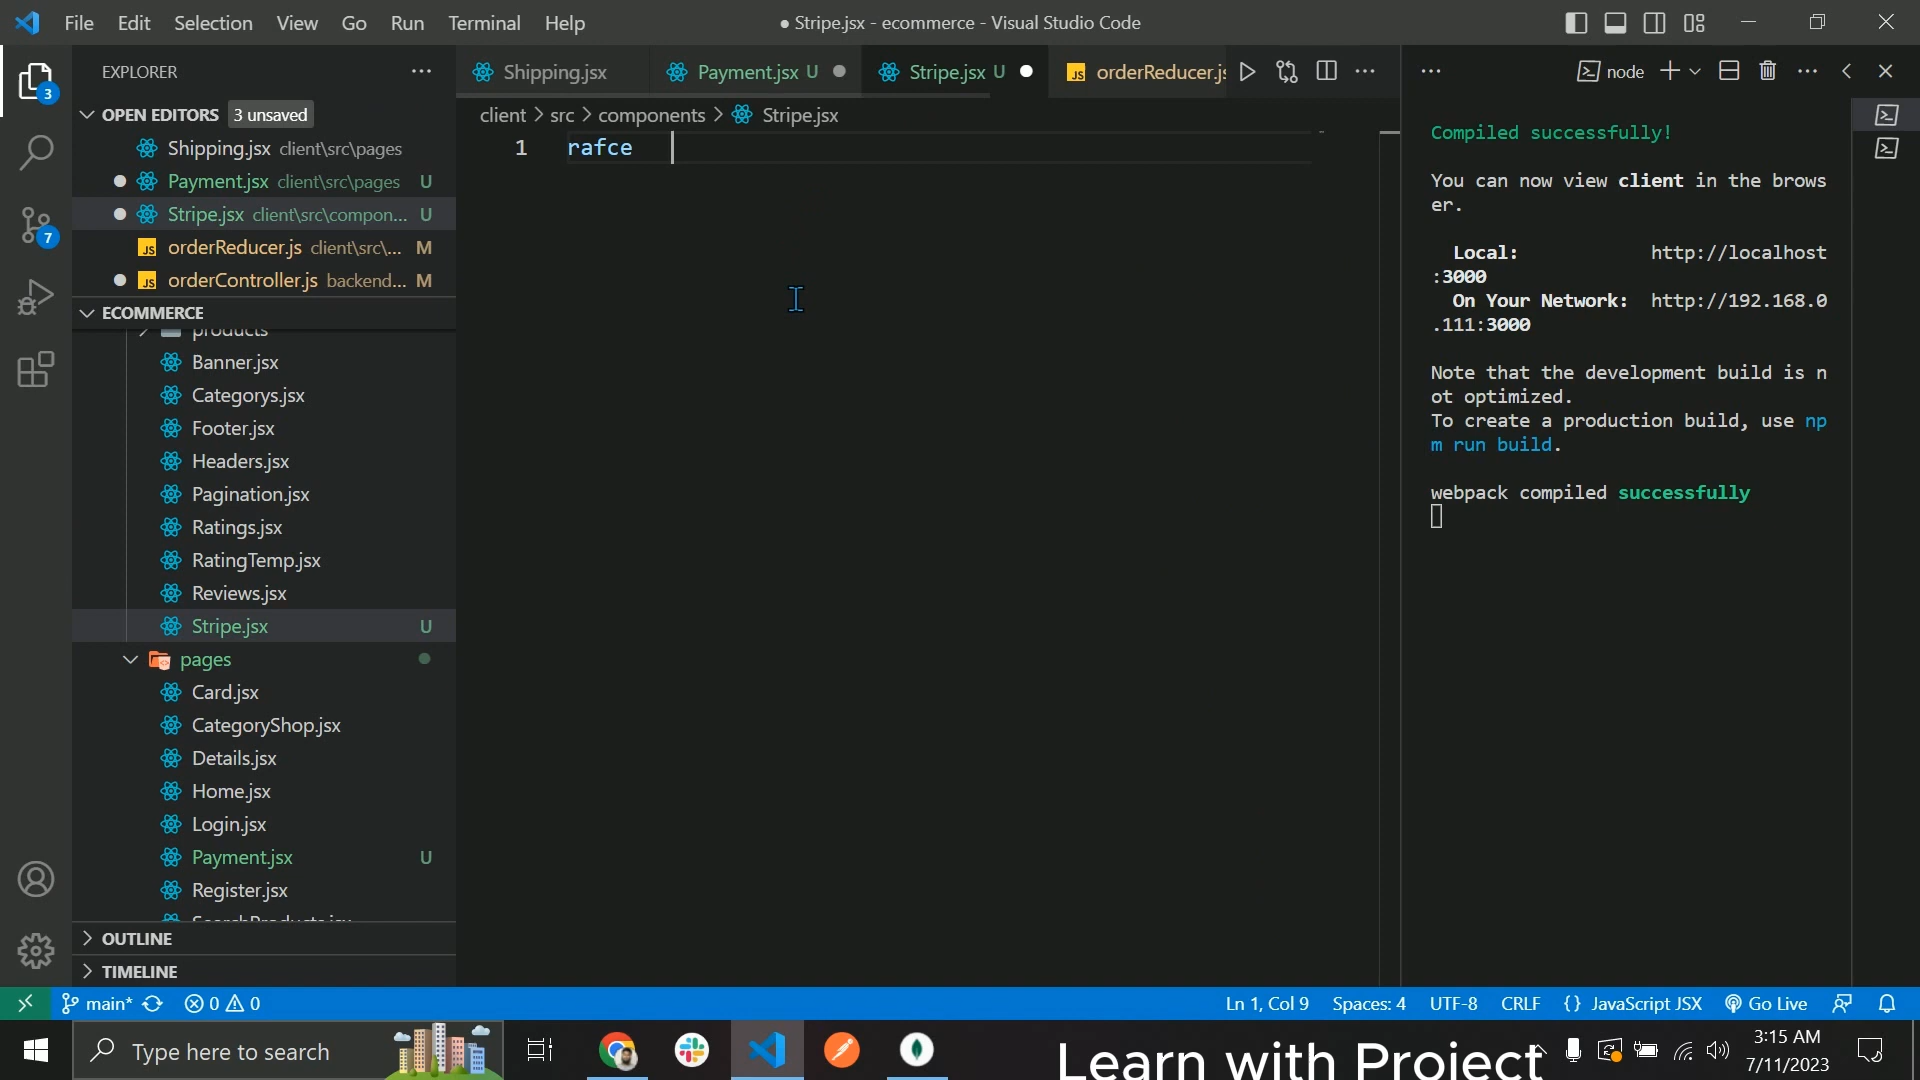 File Edit Selection View Go Run Terminal Help
● Stripe.jsx - ecommerce - Visual Studio Code
EXPLORER
OPEN EDITORS 3 unsaved
Shipping.jsx client\src\pages
Payment.jsx client\src\pages U
Stripe.jsx client\src\compon... U
orderReducer.js client\src\... M
orderController.js backend... M
ECOMMERCE
products
Banner.jsx
Categorys.jsx
Footer.jsx
Headers.jsx
Pagination.jsx
Ratings.jsx
RatingTemp.jsx
Reviews.jsx
Stripe.jsx U
pages
Card.jsx
CategoryShop.jsx
Details.jsx
Home.jsx
Login.jsx
Payment.jsx U
Register.jsx
SearchProducts.jsx
OUTLINE
TIMELINE
3
7
Shipping.jsx Payment.jsx U Stripe.jsx U orderReducer.js
client > src > components > Stripe.jsx
1 rafce
node
Compiled successfully!
You can now view client in the brows
er.
Local: http://localhost
:3000
On Your Network: http://192.168.0
.111:3000
Note that the development build is n
ot optimized.
To create a production build, use np
m run build.
webpack compiled successfully
main* 0 0
Ln 1, Col 9 Spaces: 4 UTF-8 CRLF {} JavaScript JSX Go Live
Type here to search
Learn with Project
3:15 AM
7/11/2023